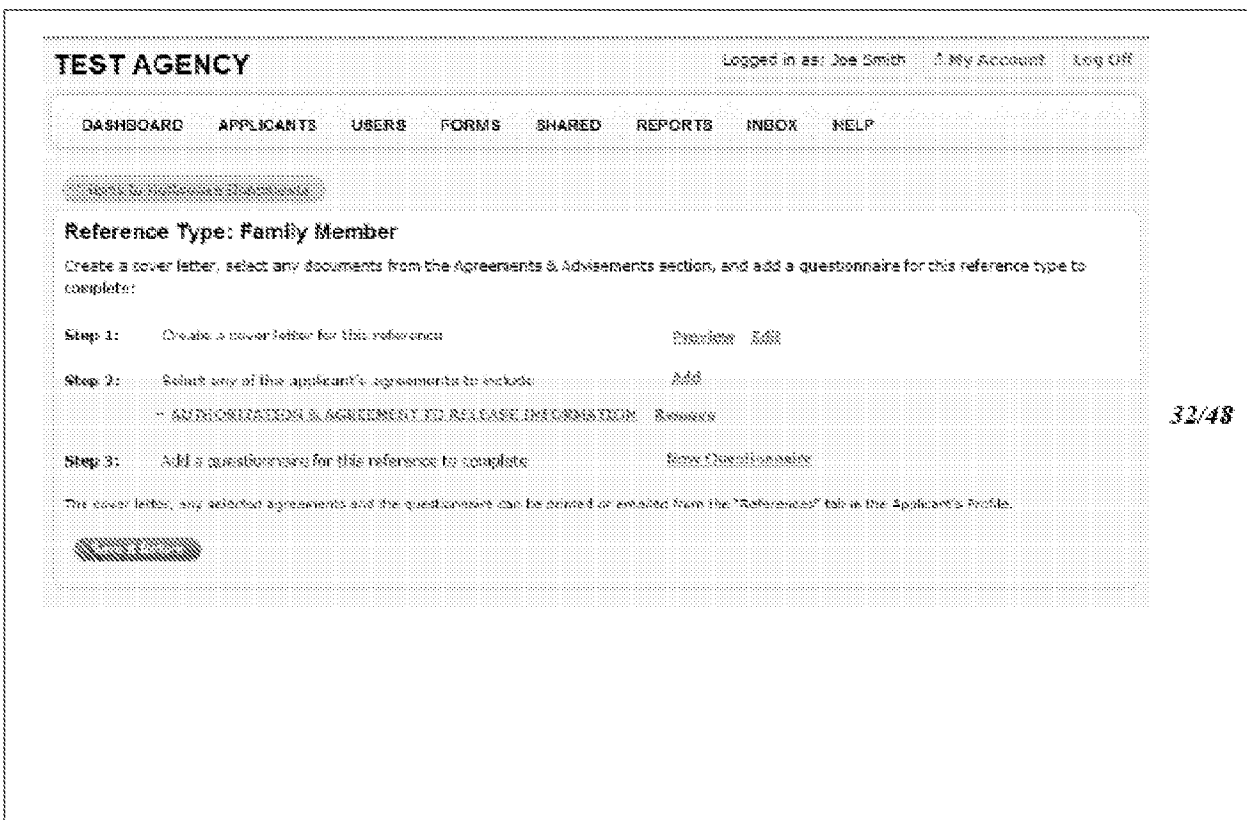 TEST AGENCY
Logged in as: Joe Smith My Account Log Off
DASHBOARD APPLICANTS USERS FORMS SHARED REPORTS INBOX HELP
Reference Type: Family Member
Create a cover letter, select any documents from the Agreements & Advisements section, and add a questionnaire for this reference type to
complete:
Step 1: Create a cover letter for this reference Preview Edit
Step 2: Select any of the applicant's agreements to include Add
- AUTHORIZATION & AGREEMENT TO RELEASE INFORMATION Remove
32/48
Step 3: Add a questionnaire for this reference to complete New Questionnaire
The cover letter, any selected agreements and the questionnaire can be printed or emailed from the "References" tab in the Applicant's Profile.